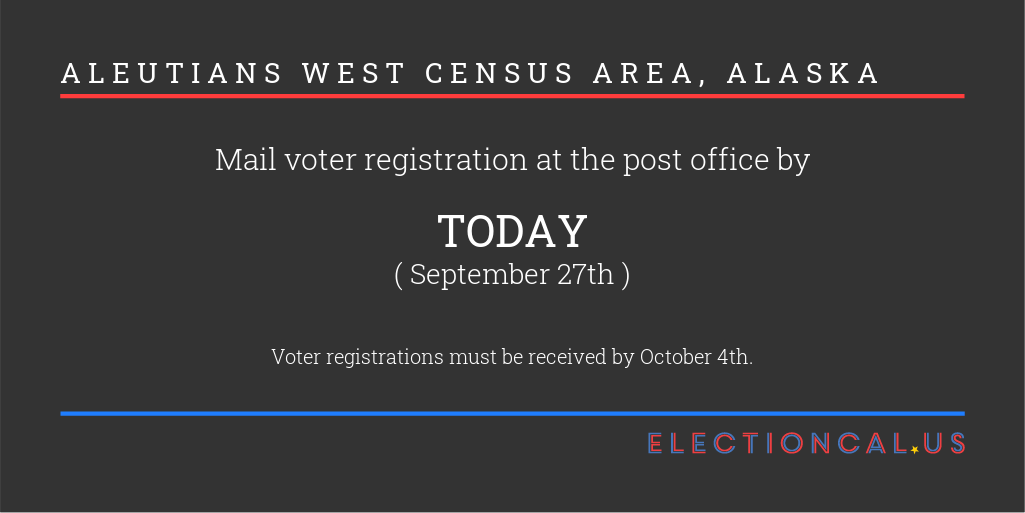 ALEUTIANS WEST CENSUS AREA, ALASKA
Mail voter registration at the post office by
TODAY
( September 27th )
Voter registrations must be received by October 4th.
ELECTIONCAL.US